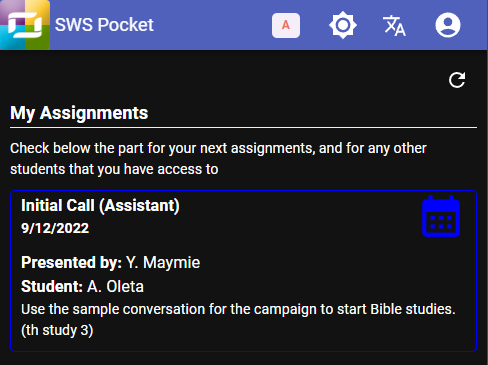 SWS Pocket
A
My Assignments
Check below the part for your next assignments, and for any other
students that you have access to
Initial Call (Assistant)
9/12/2022
Presented by: Y. Maymie
Student: A. Oleta
Use the sample conversation for the campaign to start Bible studies.
(th study 3)